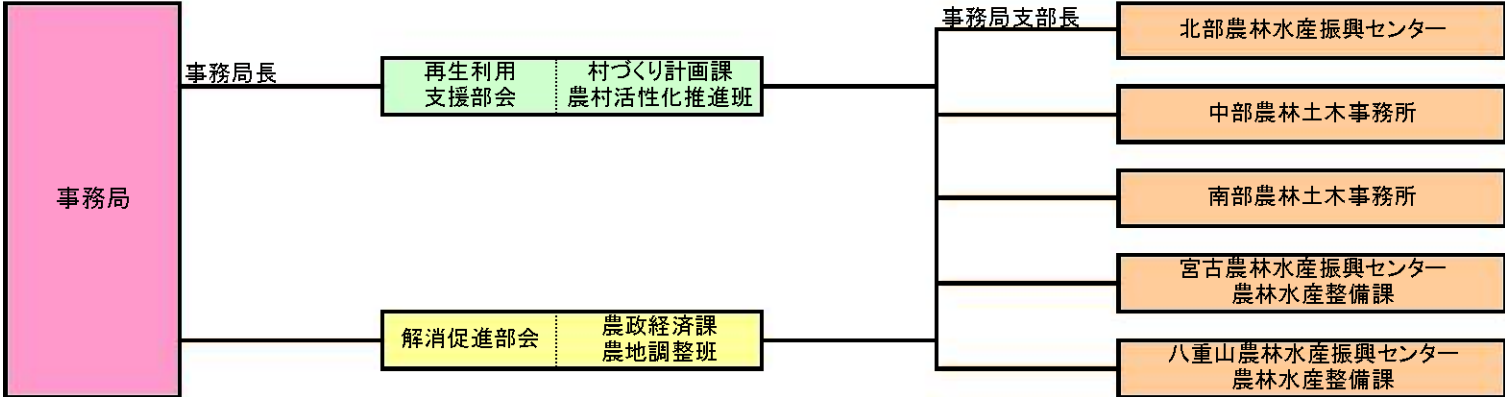 事務局
事務局長
再生利用
支援部会
村づくり計画課
農村活性化推進班
解消促進部会
農政経済課
農地調整班
事務局支部長
北部農林水産振興センター
中部農林土木事務所
南部農林土木事務所
宮古農林水産振興センター
農林水産整備課
八重山農林水産振興センター
農林水産整備課